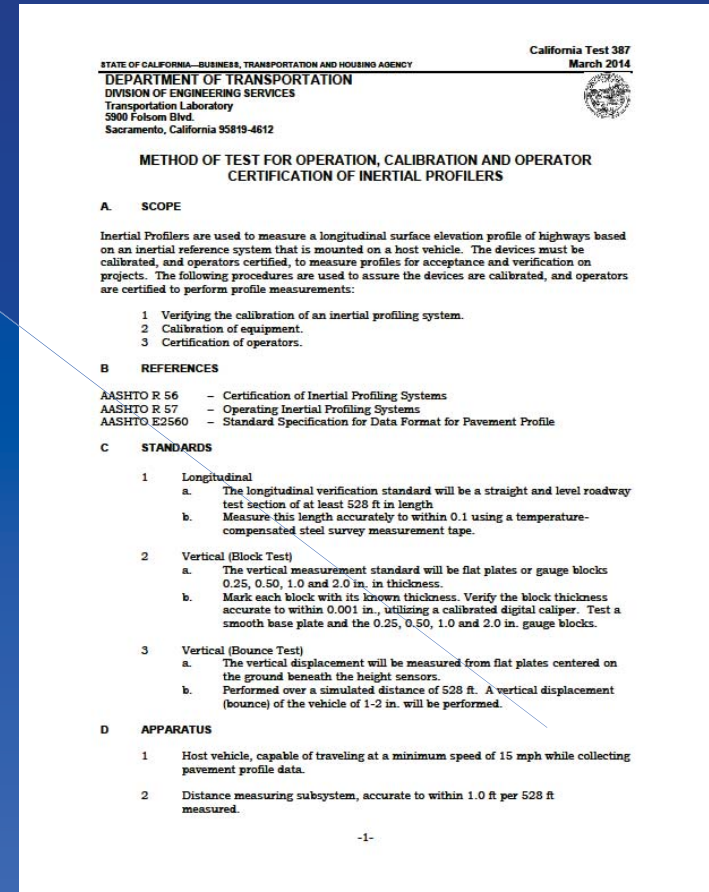 California Test 387
STATE OF CALIFORNIA—BUSINESS, TRANSPORTATION AND HOUSING AGENCY March 2014
DEPARTMENT OF TRANSPORTATION
DIVISION OF ENGINEERING SERVICES
Transportation Laboratory
5900 Folsom Blvd.
Sacramento, California 95819-4612
METHOD OF TEST FOR OPERATION, CALIBRATION AND OPERATOR
CERTIFICATION OF INERTIAL PROFILERS
A. SCOPE
Inertial Profilers are used to measure a longitudinal surface elevation profile of highways based
on an inertial reference system that is mounted on a host vehicle. The devices must be
calibrated, and operators certified, to measure profiles for acceptance and verification on
projects. The following procedures are used to assure the devices are calibrated, and operators
are certified to perform profile measurements:
1 Verifying the calibration of an inertial profiling system.
2 Calibration of equipment.
3 Certification of operators.
B REFERENCES
AASHTO R 56 – Certification of Inertial Profiling Systems
AASHTO R 57 – Operating Inertial Profiling Systems
AASHTO E2560 – Standard Specification for Data Format for Pavement Profile
C STANDARDS
1 Longitudinal
a. The longitudinal verification standard will be a straight and level roadway
test section of at least 528 ft in length
b. Measure this length accurately to within 0.1 using a temperature-
compensated steel survey measurement tape.
2 Vertical (Block Test)
a. The vertical measurement standard will be flat plates or gauge blocks
0.25, 0.50, 1.0 and 2.0 in. in thickness.
b. Mark each block with its known thickness. Verify the block thickness
accurate to within 0.001 in., utilizing a calibrated digital caliper. Test a
smooth base plate and the 0.25, 0.50, 1.0 and 2.0 in. gauge blocks.
3 Vertical (Bounce Test)
a. The vertical displacement will be measured from flat plates centered on
the ground beneath the height sensors.
b. Performed over a simulated distance of 528 ft. A vertical displacement
(bounce) of the vehicle of 1-2 in. will be performed.
D APPARATUS
1 Host vehicle, capable of traveling at a minimum speed of 15 mph while collecting
pavement profile data.
2 Distance measuring subsystem, accurate to within 1.0 ft per 528 ft
measured.
-1-